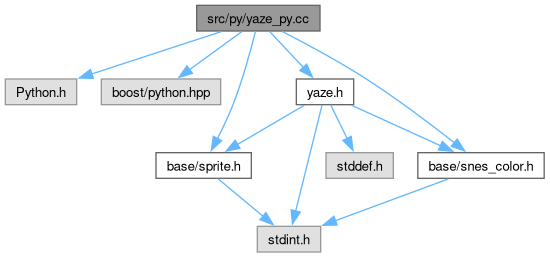 src/py/yaze_py.cc
Python.h
boost/python.hpp
yaze.h
base/sprite.h
stddef.h
base/snes_color.h
stdint.h